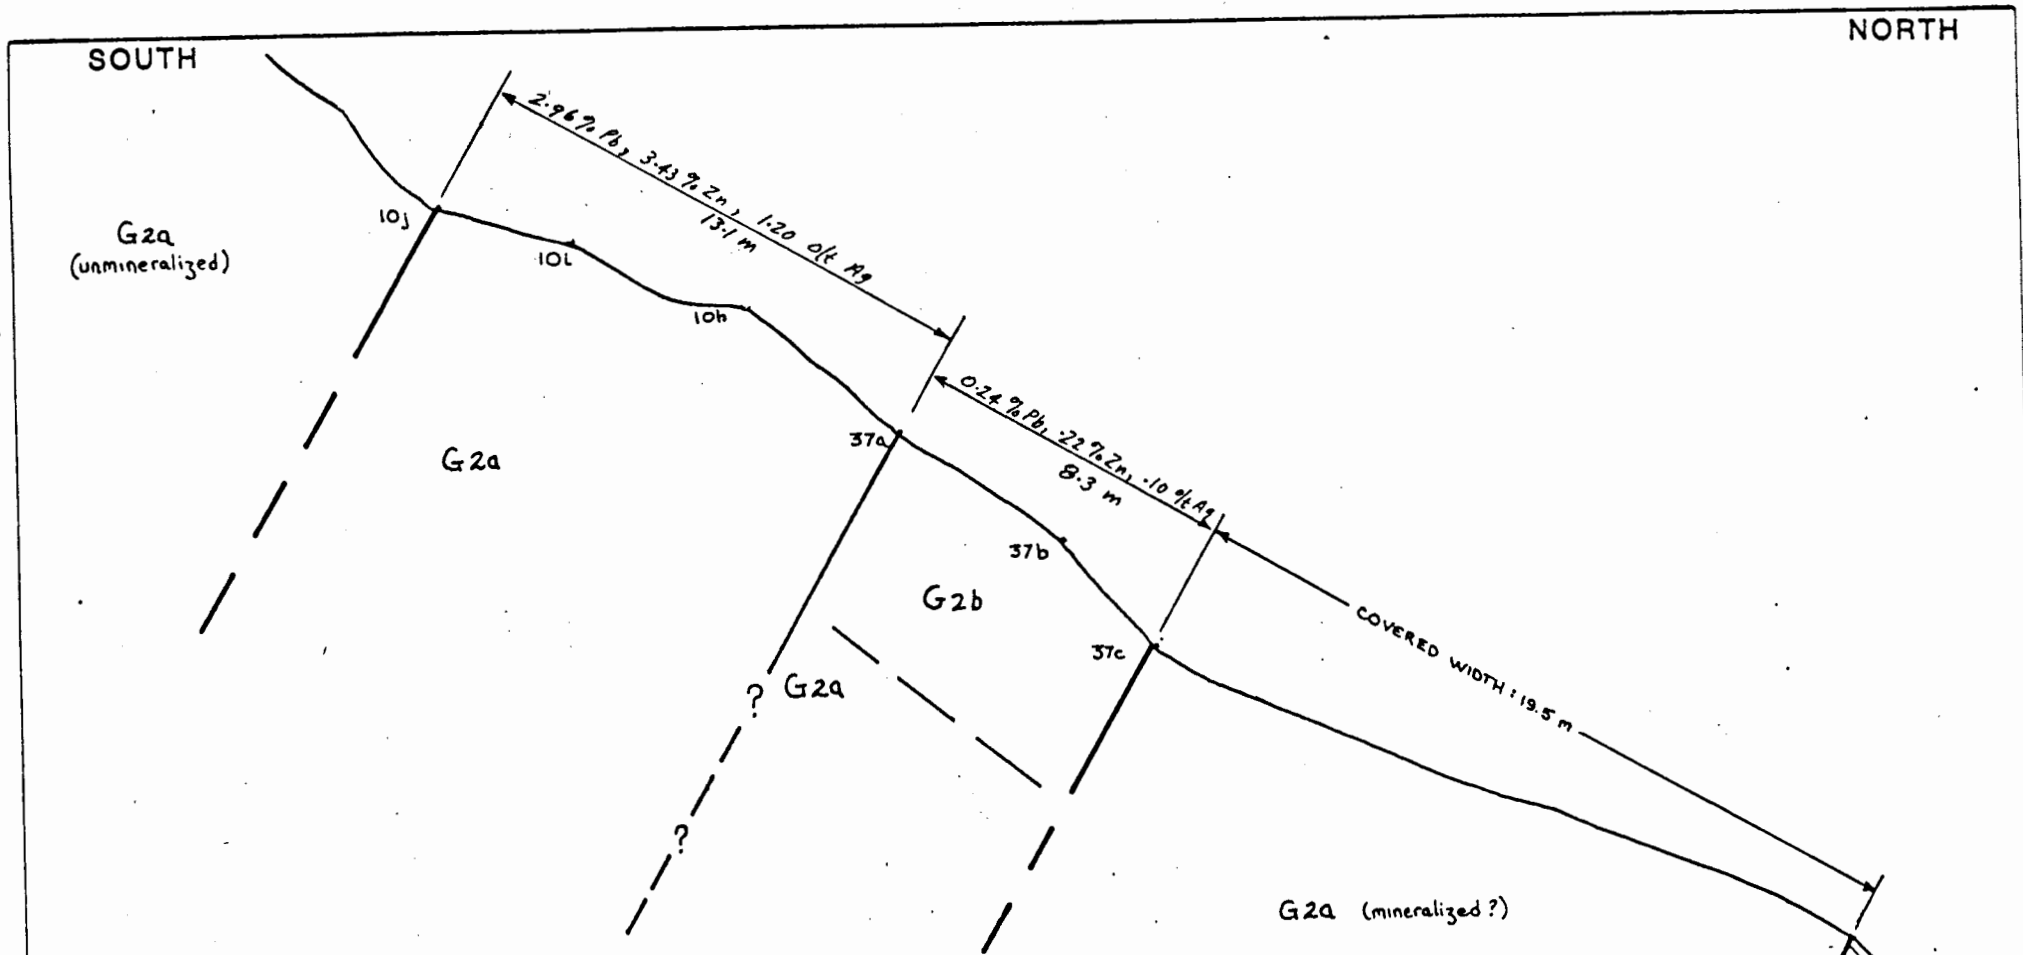 SOUTH
NORTH
2.96% Pb, 3.43% Zn, 1.20 o/t Ag
13.1 m
10j
G2a
(unmineralized)
10i
10h
0.24% Pb, .22% Zn, .10 o/t Ag
8.3 m
37a
G2a
37b
G2b
COVERED WIDTH : 19.5 m
37c
? G2a
?
G2a (mineralized?)